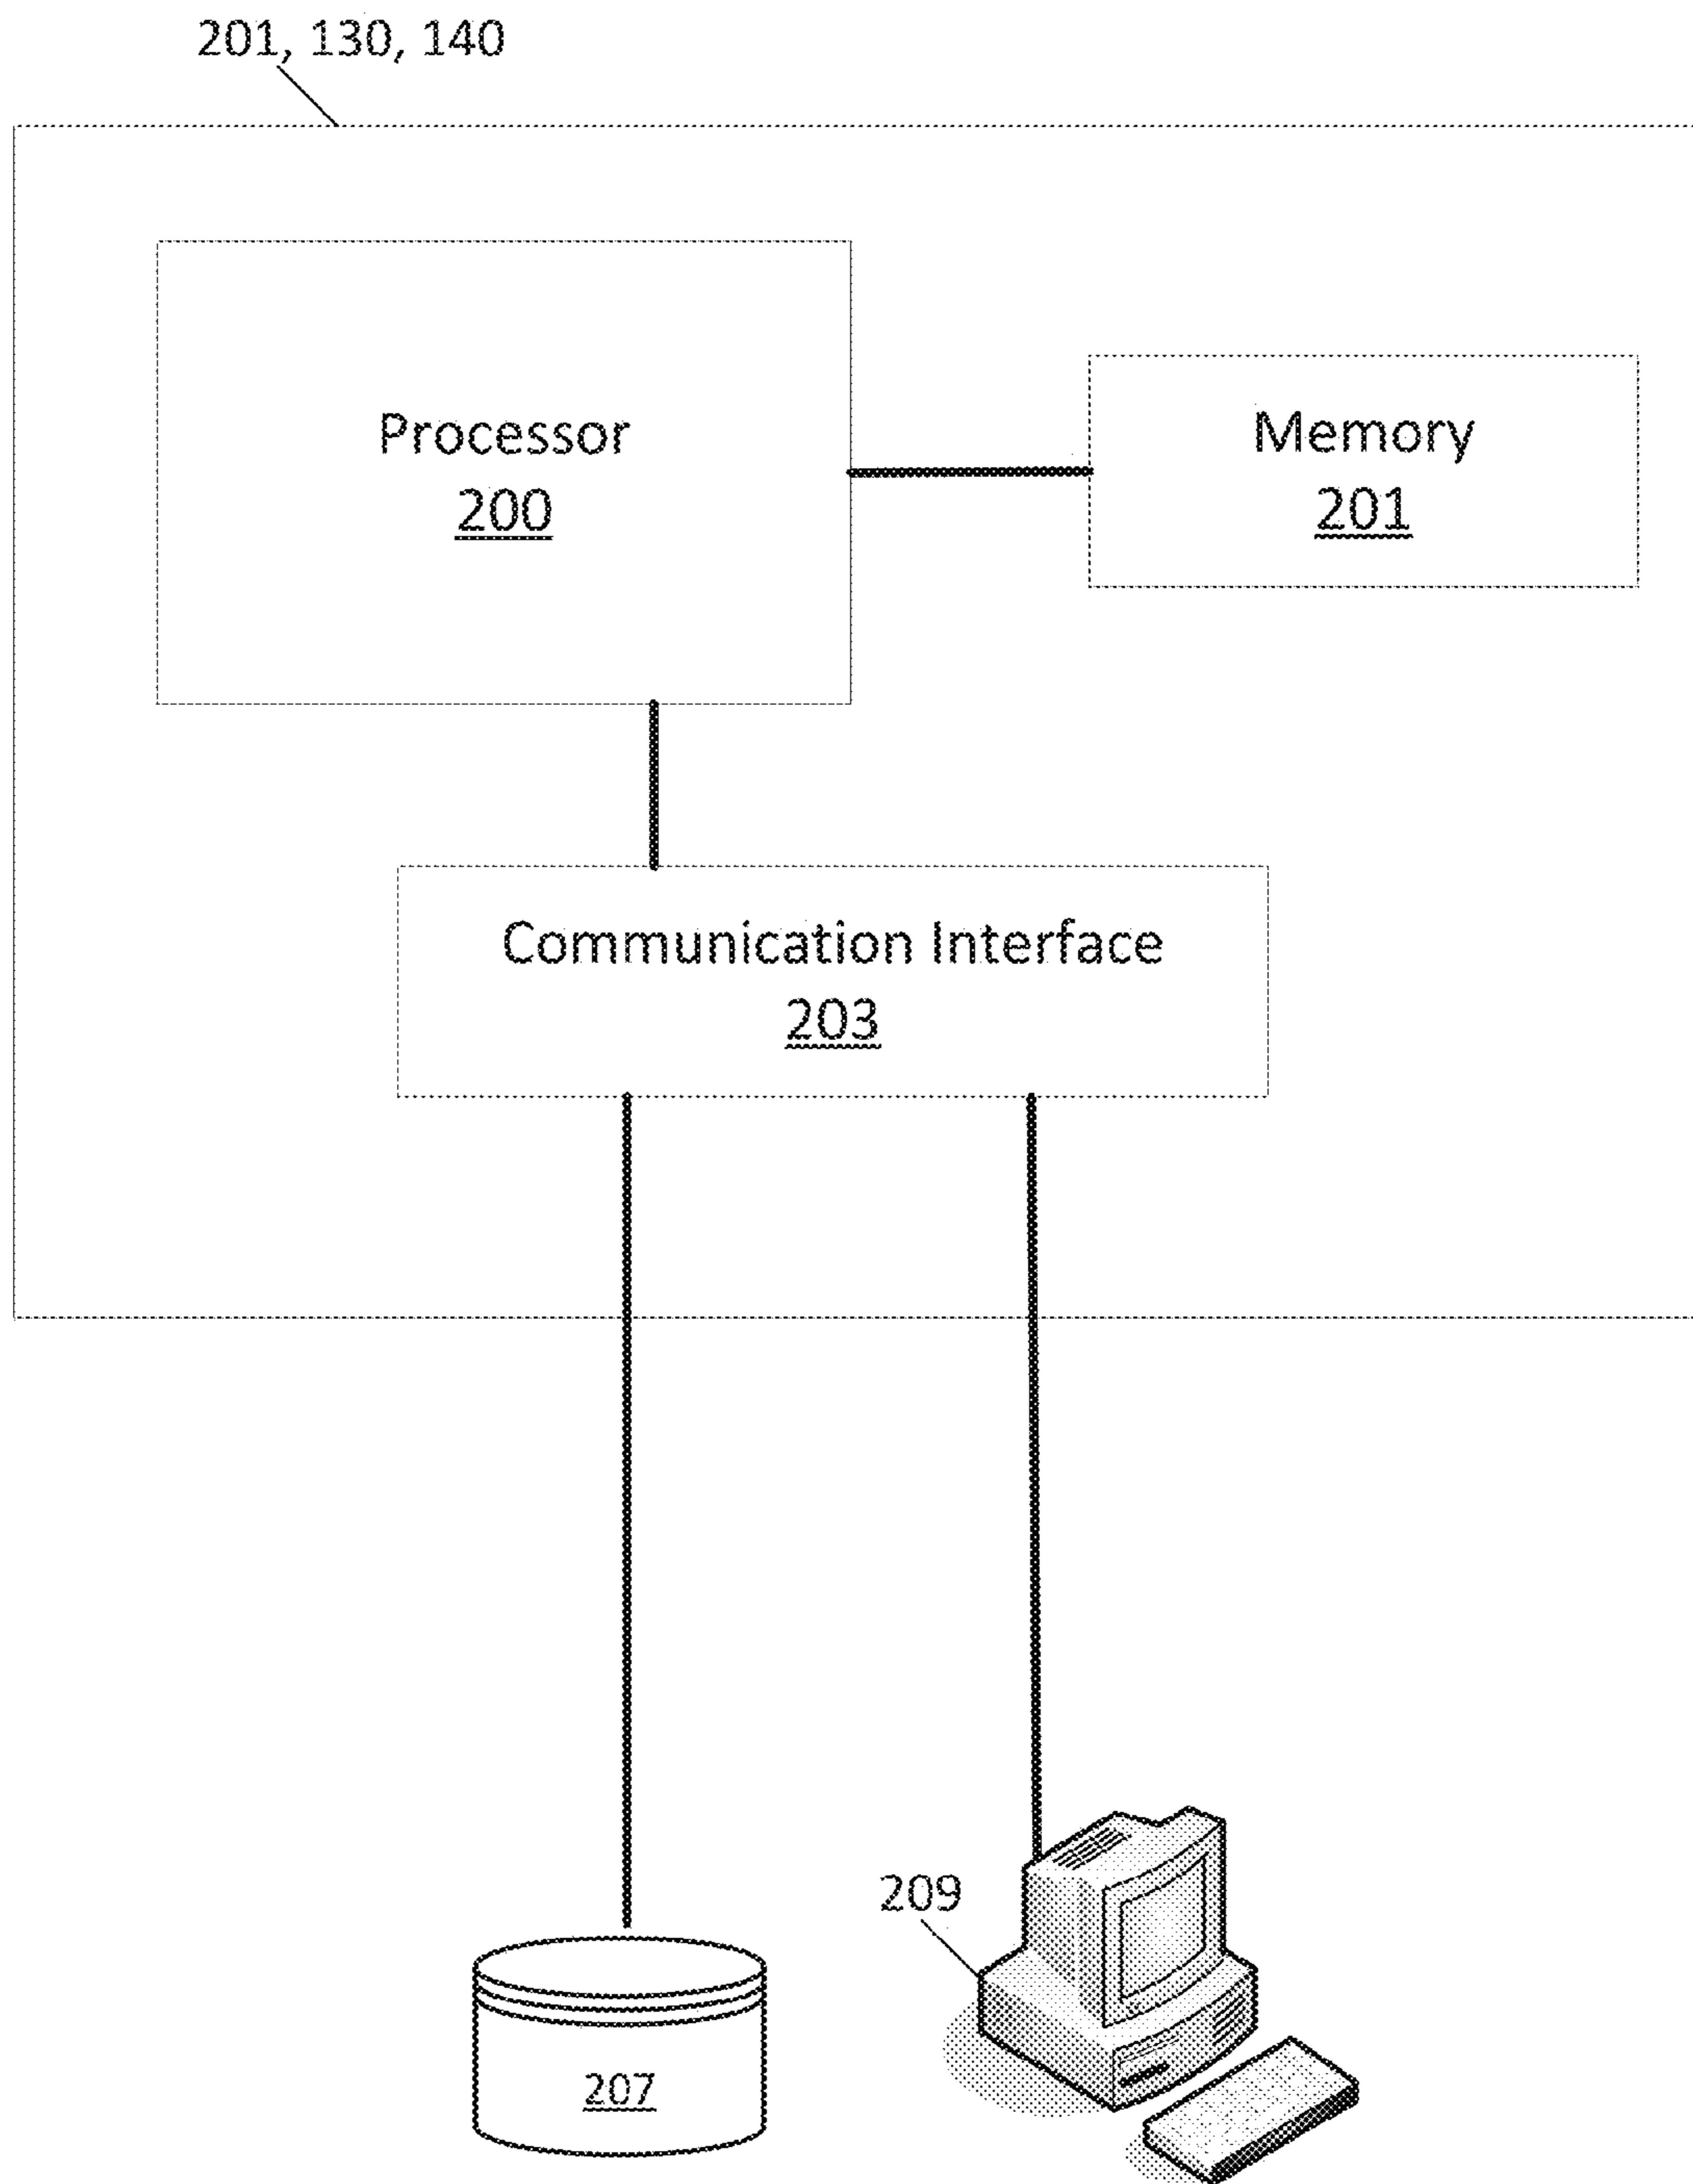 201, 130, 140
Processor
200
Memory
201
Communication Interface
203
209
207